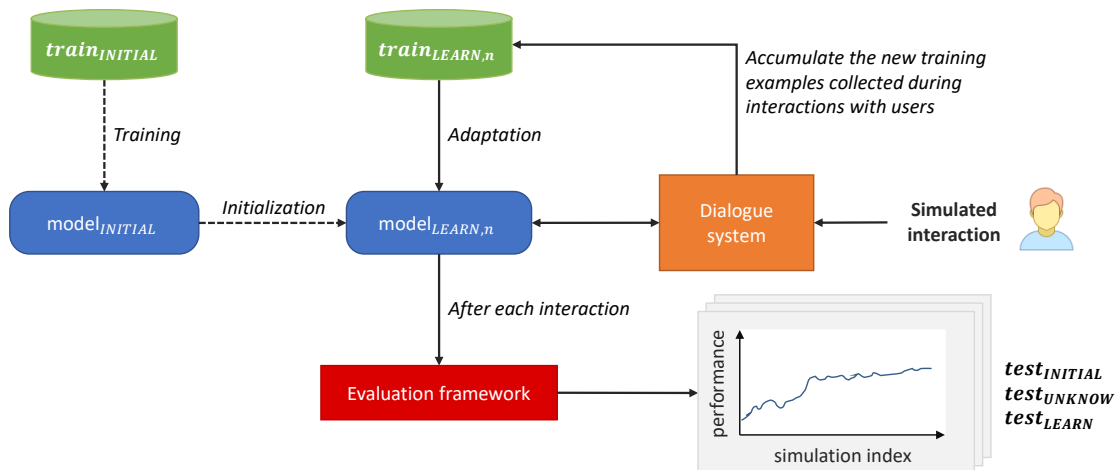 train_INITIAL
train_LEARN,n
Accumulate the new training
examples collected during
interactions with users
Training
Adaptation
model_INITIAL
Initialization
model_LEARN,n
Dialogue
system
Simulated
interaction
After each interaction
Evaluation framework
performance
simulation index
test_INITIAL
test_UNKNOW
test_LEARN